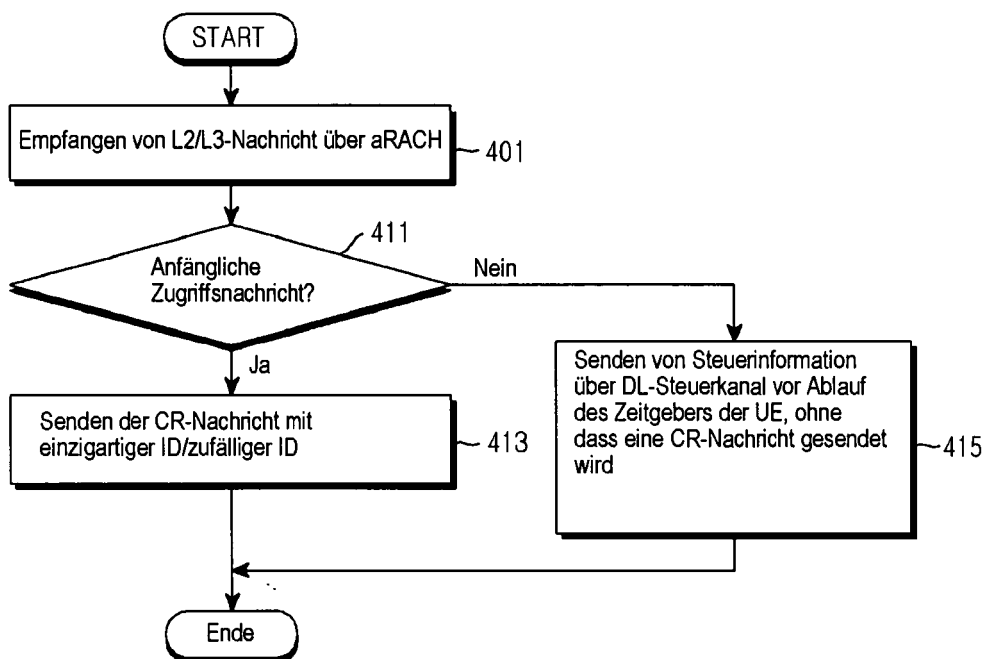 START
Empfangen von L2/L3-Nachricht über aRACH
401
411
Anfängliche
Zugriffsnachricht?
Nein
Ja
Senden der CR-Nachricht mit
einzigartiger ID/zufälliger ID
413
Senden von Steuerinformation
über DL-Steuerkanal vor Ablauf
des Zeitgebers der UE, ohne
dass eine CR-Nachricht gesendet
wird
415
Ende